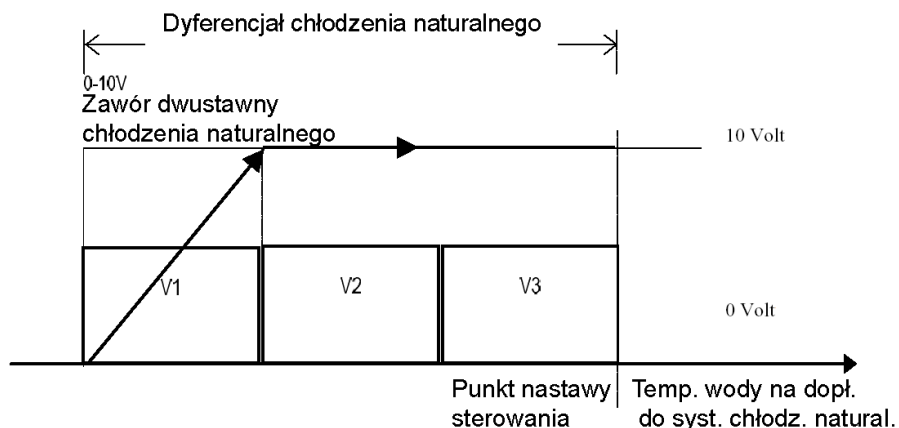 Dyferencjał chłodzenia naturalnego
0-10V
Zawór dwustawny
chłodzenia naturalnego
10 Volt
V1
V2
V3
0 Volt
Punkt nastawy
sterowania
Temp. wody na dopł.
do syst. chłodz. natural.